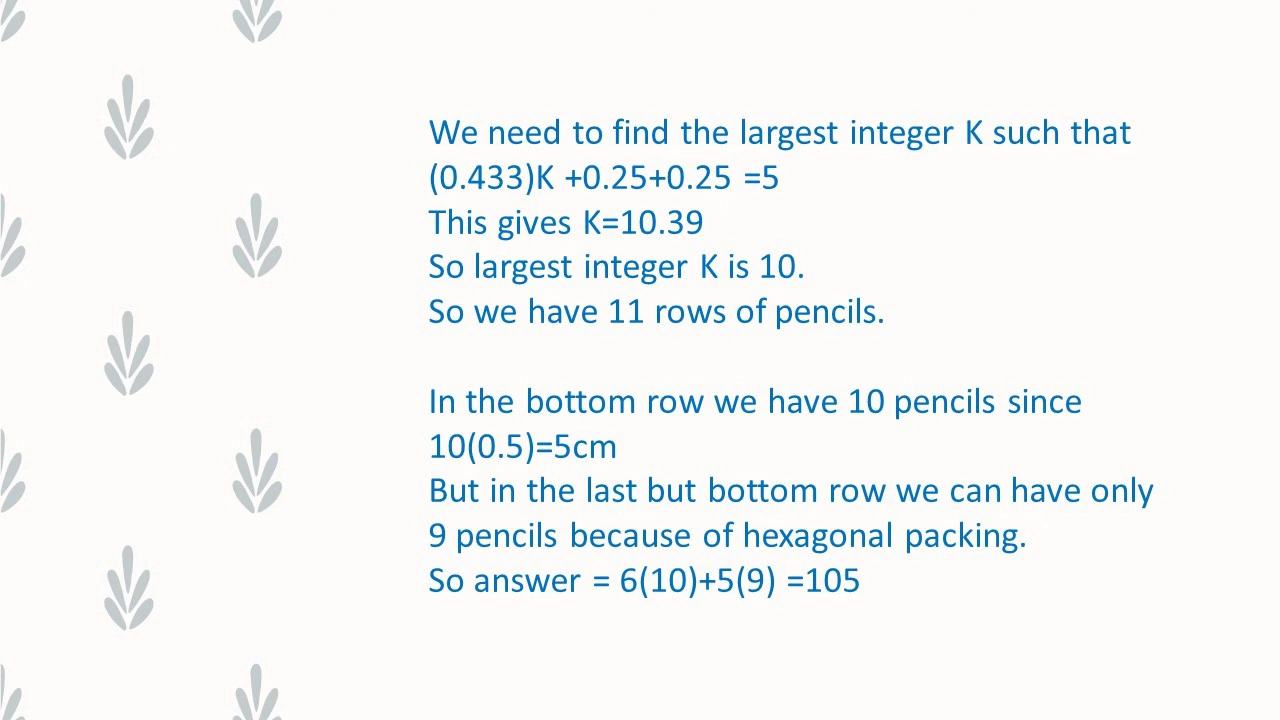 We need to find the largest integer K such that
(0.433)K +0.25+0.25 =5
This gives K=10.39
So largest integer K is 10.
So we have 11 rows of pencils.
In the bottom row we have 10 pencils since
10(0.5)=5cm
But in the last but bottom row we can have only
9 pencils because of hexagonal packing.
So answer = 6(10)+5(9) =105